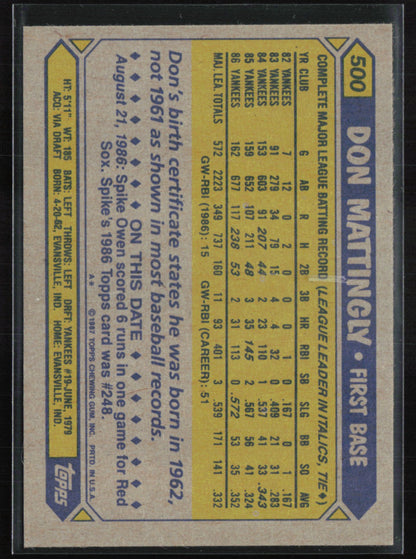 500 DON MATTINGLY • FIRST BASE
COMPLETE MAJOR LEAGUE BATTING RECORD (LEAGUE LEADER IN ITALICS, TIE♦)
YR CLUB G AB R H 2B 3B HR RBI SB SLG BB SO AVG
82 YANKEES 7 12 0 2 0 0 0 1 0 .167 0 1 .167
83 YANKEES 91 279 34 79 15 4 4 32 0 .409 21 31 .283
84 YANKEES 153 603 91 207 44 2 23 110 1 .537 41 33 .343
85 YANKEES 159 652 107 211 48 3 35 145 2 .567 56 41 .324
86 YANKEES 162 677 117 238 53 2 31 113 0 .572 53 35 .352
MAJ. LEA. TOTALS 572 2223 349 737 160 11 93 401 3 .539 171 141 .332
GW-RBI (1986): 15 GW-RBI (CAREER): 51
Don's birth certificate states he was born in 1962,
not 1961 as shown in most baseball records.
♦ ♦ ♦ ♦ ♦ ♦ ON THIS DATE ♦ ♦ ♦ ♦ ♦ ♦
August 21, 1986: Spike Owen scored 6 runs in one game for Red
Sox. Spike's 1986 Topps card was #248.
A* © 1987 TOPPS CHEWING GUM, INC. PRTD. IN U.S.A.
HT: 5'11" WT: 185 BATS: LEFT THROWS: LEFT DRFT: YANKEES #19-JUNE, 1979
ACQ: VIA DRAFT BORN: 4-20-62, EVANSVILLE, IND. HOME: EVANSVILLE, IND.
Topps